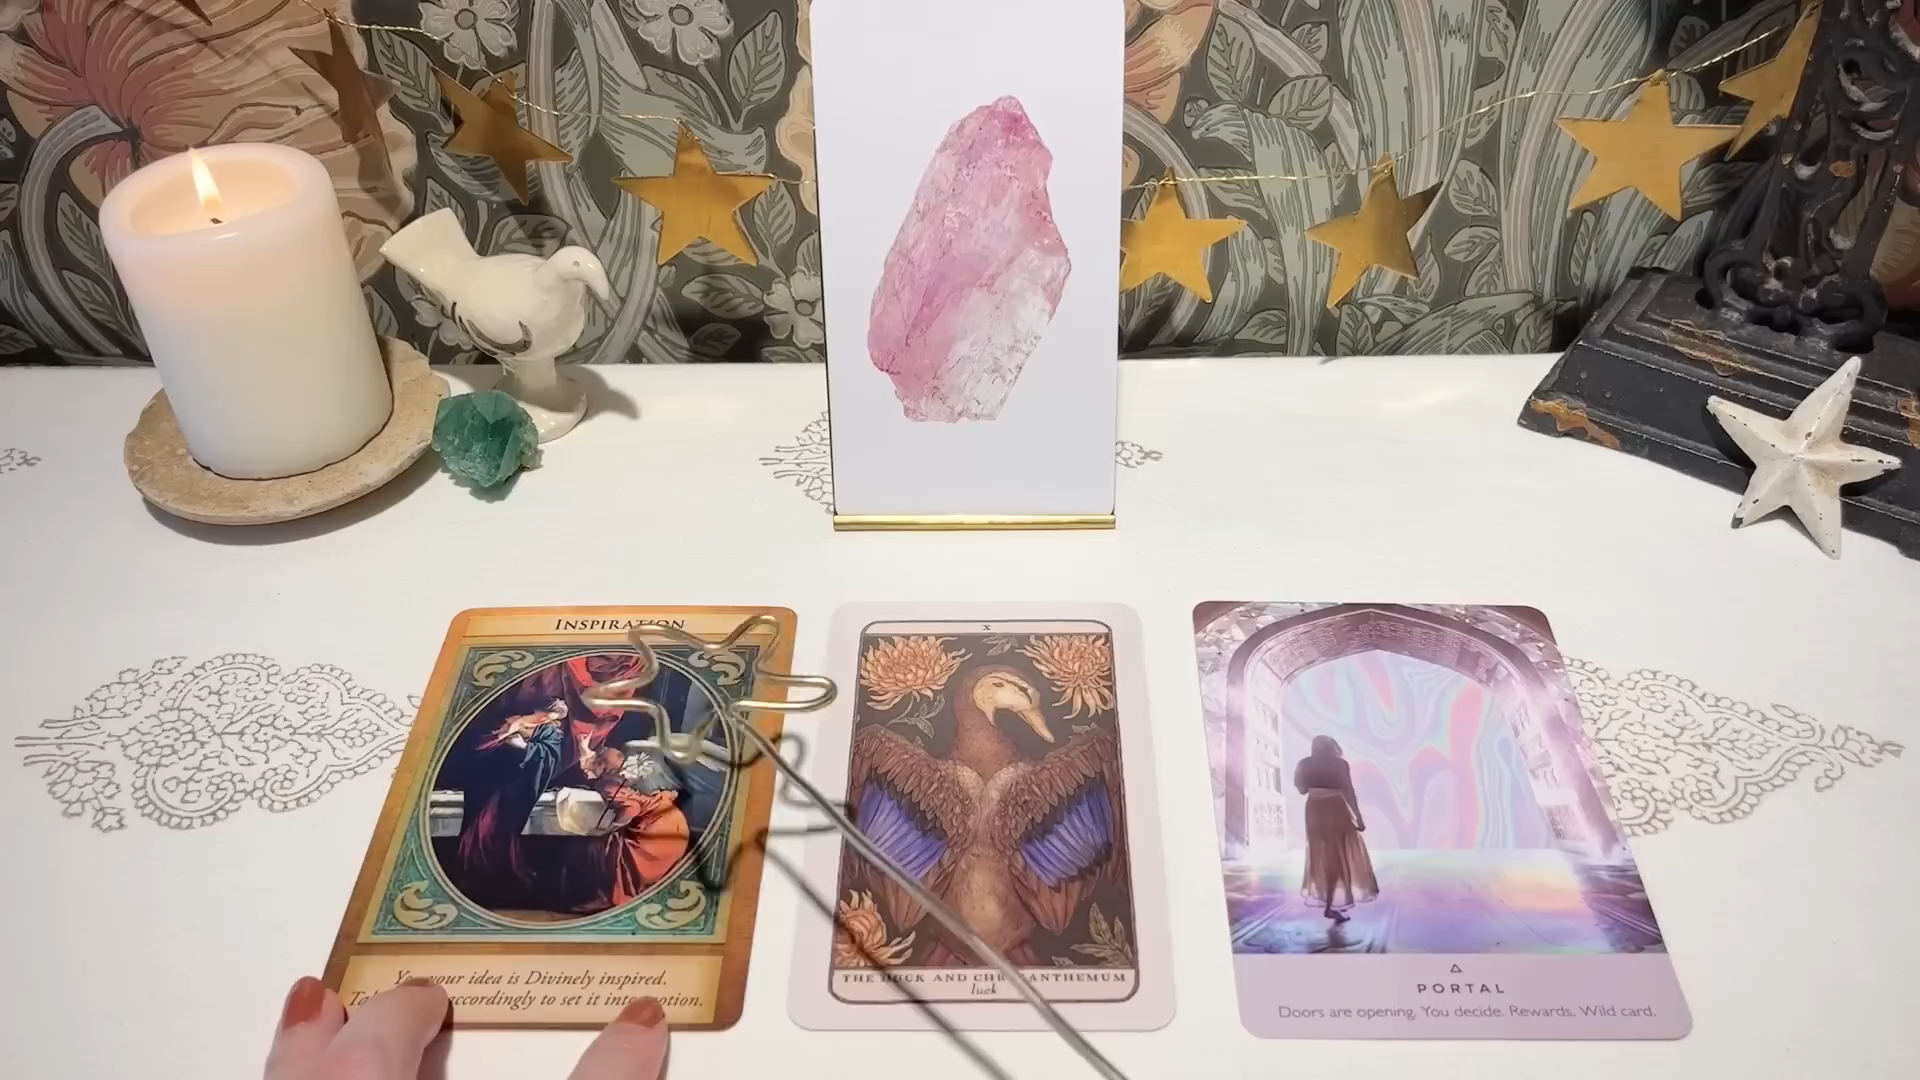 INSPIRATION
your idea is Divinely inspired.
accordingly to set it into motion.
X
THE DUCK AND CHRYSANTHEMUM
luck
PORTAL
Doors are opening. You decide. Rewards. Wild card.